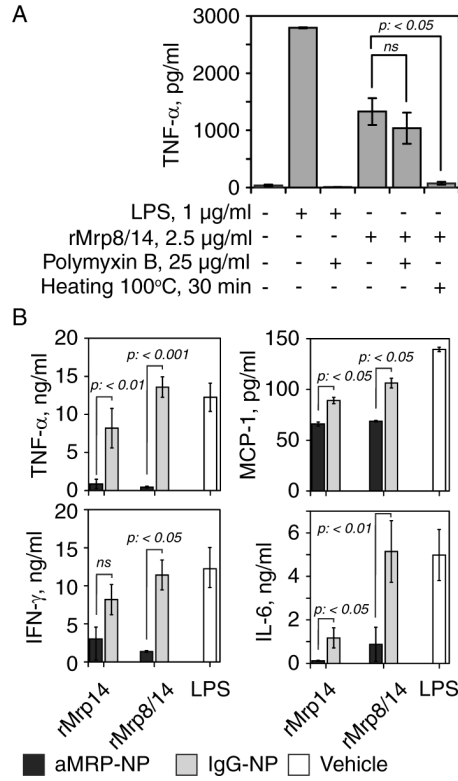 A
TNF-α, pg/ml
3000
2000
1000
0
p: < 0.05
ns
LPS, 1 μg/ml - + + - - -
rMrp8/14, 2.5 μg/ml - - - + + +
Polymyxin B, 25 μg/ml - - + - + -
Heating 100°C, 30 min - - - - - +
B
TNF-α, ng/ml
20
15
10
5
0
p: < 0.01
p: < 0.001
MCP-1, pg/ml
150
100
50
0
p: < 0.05
p: < 0.05
IFN-γ, ng/ml
20
15
10
5
0
ns
p: < 0.05
rMrp14
rMrp8/14
LPS
IL-6, ng/ml
6
4
2
0
p: < 0.05
p: < 0.01
rMrp14
rMrp8/14
LPS
aMRP-NP IgG-NP Vehicle